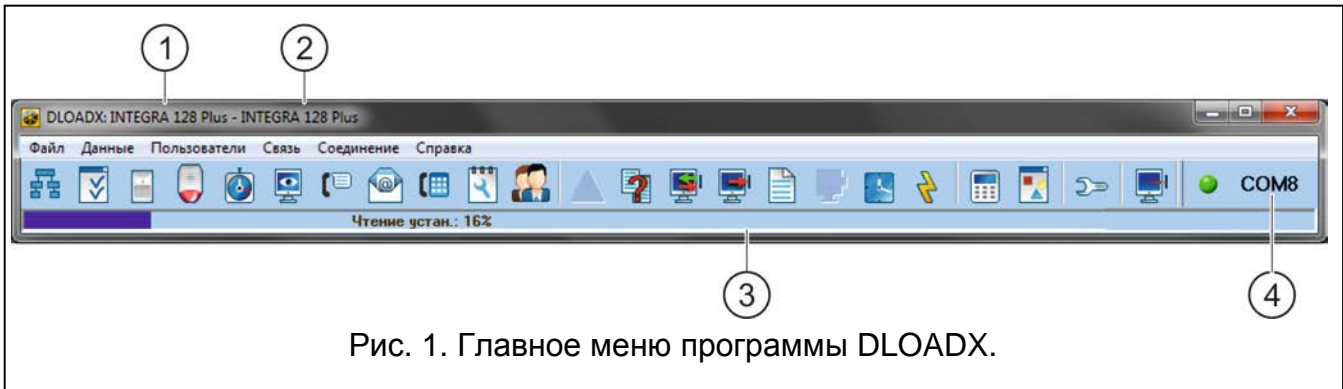 1 2
DLOADX: INTEGRA 128 Plus - INTEGRA 128 Plus
Файл Данные Пользователи Связь Соединение Справка
COM8
Чтение устан.: 16%
3 4
Рис. 1. Главное меню программы DLOADX.